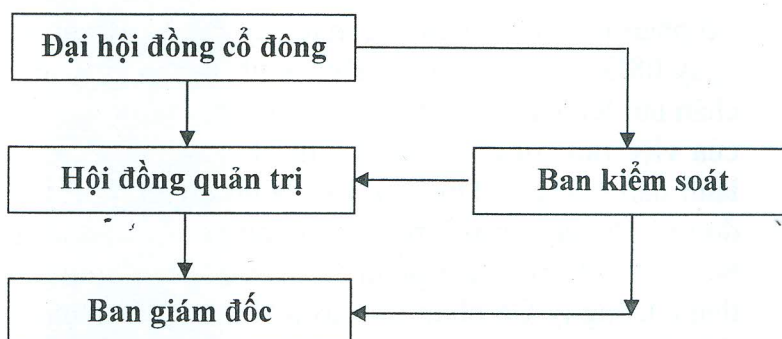 Đại hội đồng cổ đông
Hội đồng quản trị
Ban kiểm soát
Ban giám đốc